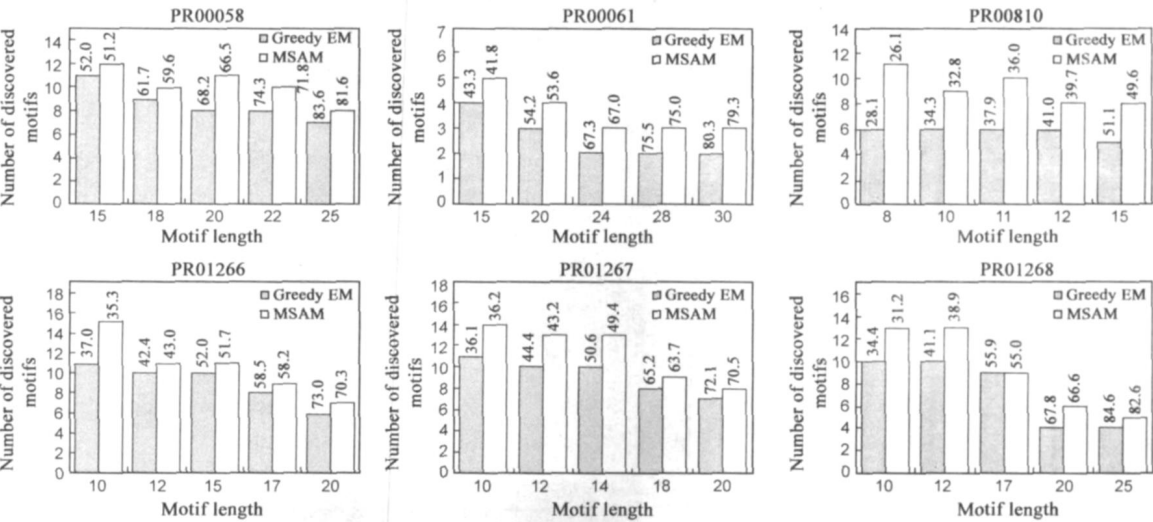 PR00058
Number of discovered motifs
14
12
10
8
6
4
2
0
Greedy EM
MSAM
52.0 51.2 61.7 59.6 68.2 66.5 74.3 71.8 83.6 81.6
15 18 20 22 25
Motif length
PR00061
Number of discovered motifs
7
6
5
4
3
2
1
0
Greedy EM
MSAM
43.3 41.8 54.2 53.6 67.3 67.0 75.5 75.0 80.3 79.3
15 20 24 28 30
Motif length
PR00810
Number of discovered motifs
14
12
10
8
6
4
2
0
Greedy EM
MSAM
28.1 26.1 34.3 32.8 37.9 36.0 41.0 39.7 51.1 49.6
8 10 11 12 15
Motif length
PR01266
Number of discovered motifs
18
16
14
12
10
8
6
4
2
0
Greedy EM
MSAM
37.0 35.3 42.4 43.0 52.0 51.7 58.5 58.2 73.0 70.3
10 12 15 17 20
Motif length
PR01267
Number of discovered motifs
18
16
14
12
10
8
6
4
2
0
Greedy EM
MSAM
36.1 36.2 44.4 43.2 50.6 49.4 65.2 63.7 72.1 70.5
10 12 14 18 20
Motif length
PR01268
Number of discovered motifs
16
14
12
10
8
6
4
2
0
Greedy EM
MSAM
34.4 31.2 41.1 38.9 55.9 55.0 67.8 66.6 84.6 82.6
10 12 17 20 25
Motif length